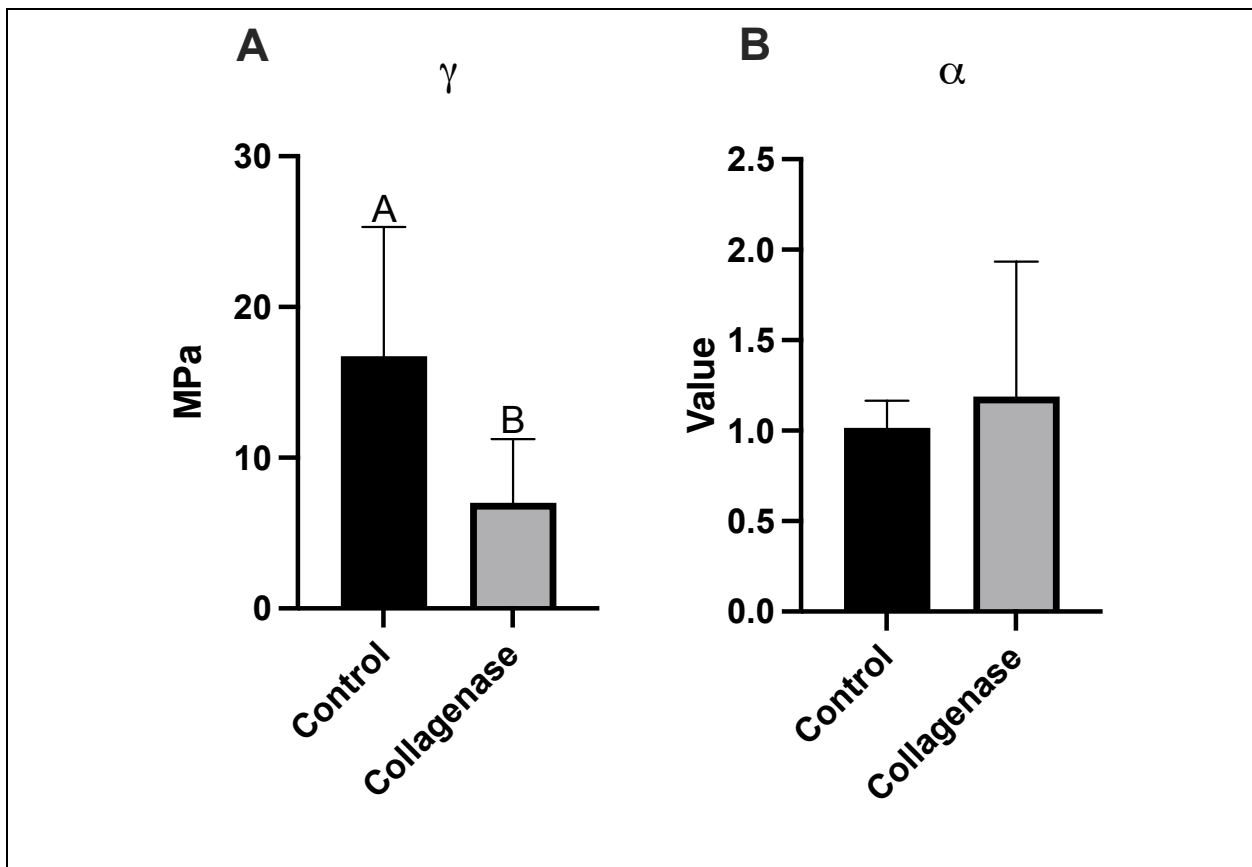 A
γ
MPa
30
20
10
0
A
B
Control
Collagenase
B
α
Value
2.5
2.0
1.5
1.0
0.5
0.0
Control
Collagenase